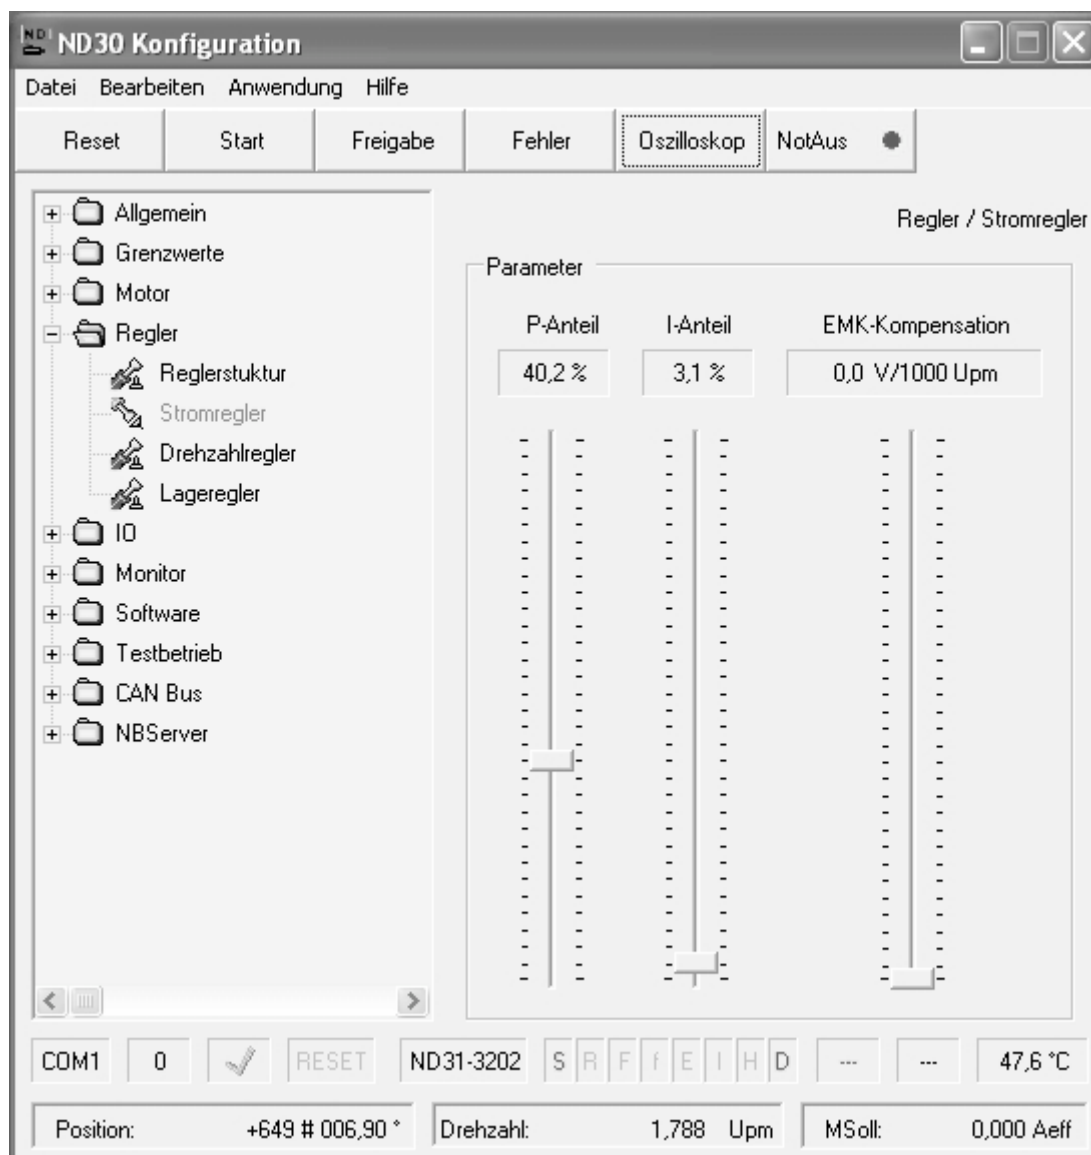 ND30 Konfiguration
Datei Bearbeiten Anwendung Hilfe
Reset Start Freigabe Fehler Oszilloskop NotAus
Allgemein
Grenzwerte
Motor
Regler
Reglerstuktur
Stromregler
Drehzahlregler
Lageregler
IO
Monitor
Software
Testbetrieb
CAN Bus
NBServer
Regler / Stromregler
Parameter
P-Anteil I-Anteil EMK-Kompensation
40,2 % 3,1 % 0,0 V/1000 Upm
COM1 0 RESET ND31-3202 S R F f E I H D --- --- 47,6 °C
Position: +649 # 006,90 ° Drehzahl: 1,788 Upm MSoll: 0,000 Aeff